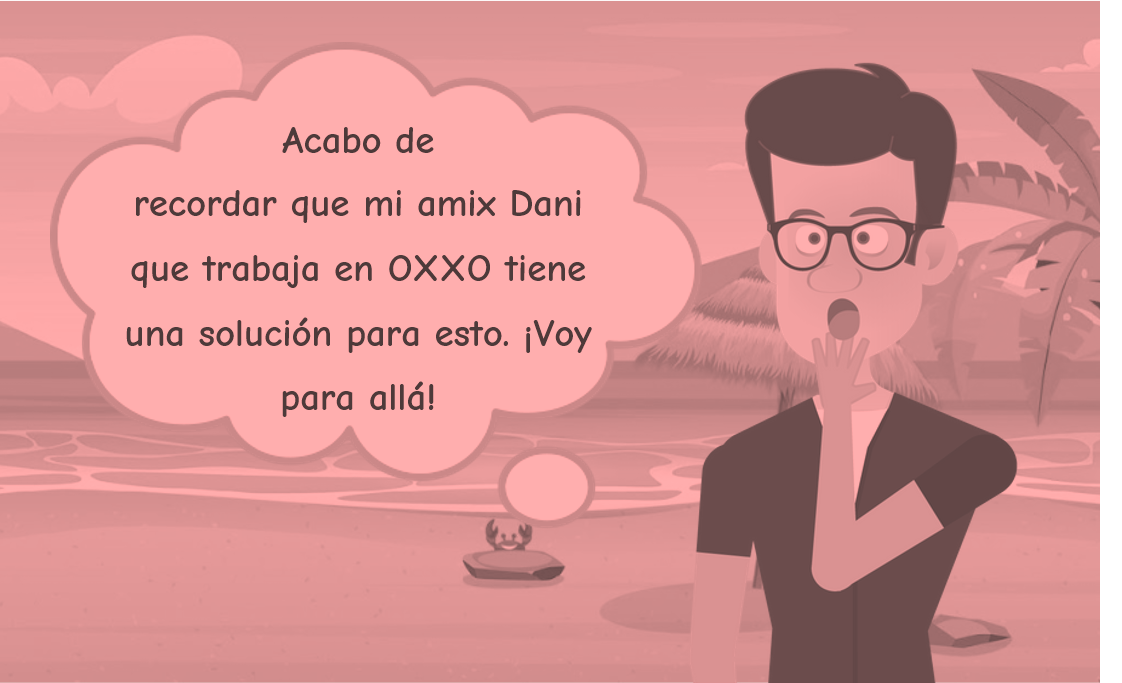 Acabo de
recordar que mi amix Dani
que trabaja en OXXO tiene
una solución para esto. ¡Voy
para allá!